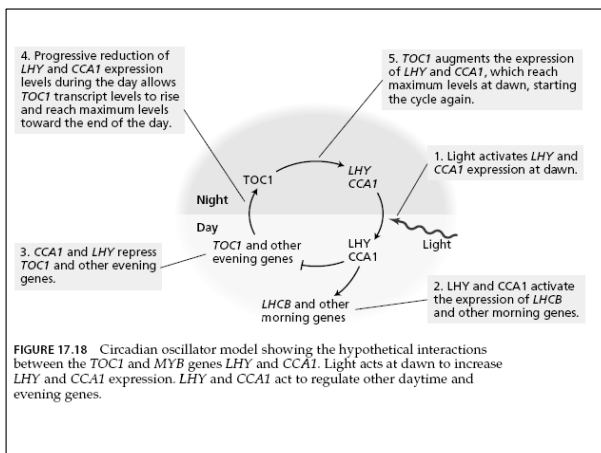 4. Progressive reduction of
LHY and CCA1 expression
levels during the day allows
TOC1 transcript levels to rise
and reach maximum levels
toward the end of the day.
5. TOC1 augments the expression
of LHY and CCA1, which reach
maximum levels at dawn, starting
the cycle again.
1. Light activates LHY and
CCA1 expression at dawn.
TOC1
LHY
CCA1
Night
Day
Light
3. CCA1 and LHY repress
TOC1 and other evening
genes.
TOC1 and other
evening genes
LHY
CCA1
LHCB and other
morning genes
2. LHY and CCA1 activate
the expression of LHCB
and other morning genes.
FIGURE 17.18 Circadian oscillator model showing the hypothetical interactions
between the TOC1 and MYB genes LHY and CCA1. Light acts at dawn to increase
LHY and CCA1 expression. LHY and CCA1 act to regulate other daytime and
evening genes.